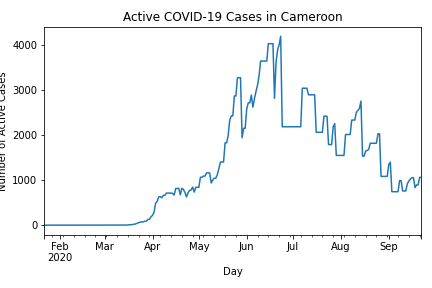 Active COVID-19 Cases in Cameroon
Number of Active Cases
4000
3000
2000
1000
0
Feb
2020
Mar
Apr
May
Jun
Jul
Aug
Sep
Day